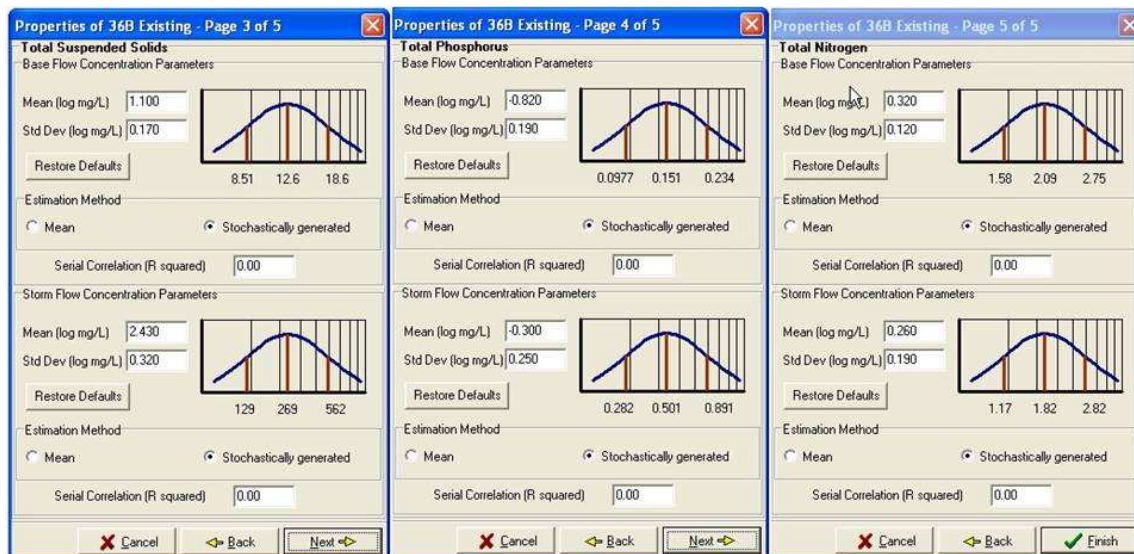 Properties of 36B Existing - Page 3 of 5
Total Suspended Solids
Base Flow Concentration Parameters
Mean (log mg/L) 1.100
Std Dev (log mg/L) 0.170
Restore Defaults
8.51 12.6 18.6
Estimation Method
Mean Stochastically generated
Serial Correlation (R squared) 0.00
Storm Flow Concentration Parameters
Mean (log mg/L) 2.430
Std Dev (log mg/L) 0.320
Restore Defaults
129 269 562
Estimation Method
Mean Stochastically generated
Serial Correlation (R squared) 0.00
Cancel Back Next
Properties of 36B Existing - Page 4 of 5
Total Phosphorus
Base Flow Concentration Parameters
Mean (log mg/L) -0.820
Std Dev (log mg/L) 0.190
Restore Defaults
0.0977 0.151 0.234
Estimation Method
Mean Stochastically generated
Serial Correlation (R squared) 0.00
Storm Flow Concentration Parameters
Mean (log mg/L) -0.300
Std Dev (log mg/L) 0.250
Restore Defaults
0.282 0.501 0.891
Estimation Method
Mean Stochastically generated
Serial Correlation (R squared) 0.00
Cancel Back Next
Properties of 36B Existing - Page 5 of 5
Total Nitrogen
Base Flow Concentration Parameters
Mean (log mg/L) 0.320
Std Dev (log mg/L) 0.120
Restore Defaults
1.58 2.09 2.75
Estimation Method
Mean Stochastically generated
Serial Correlation (R squared) 0.00
Storm Flow Concentration Parameters
Mean (log mg/L) 0.260
Std Dev (log mg/L) 0.190
Restore Defaults
1.17 1.82 2.82
Estimation Method
Mean Stochastically generated
Serial Correlation (R squared) 0.00
Cancel Back Finish